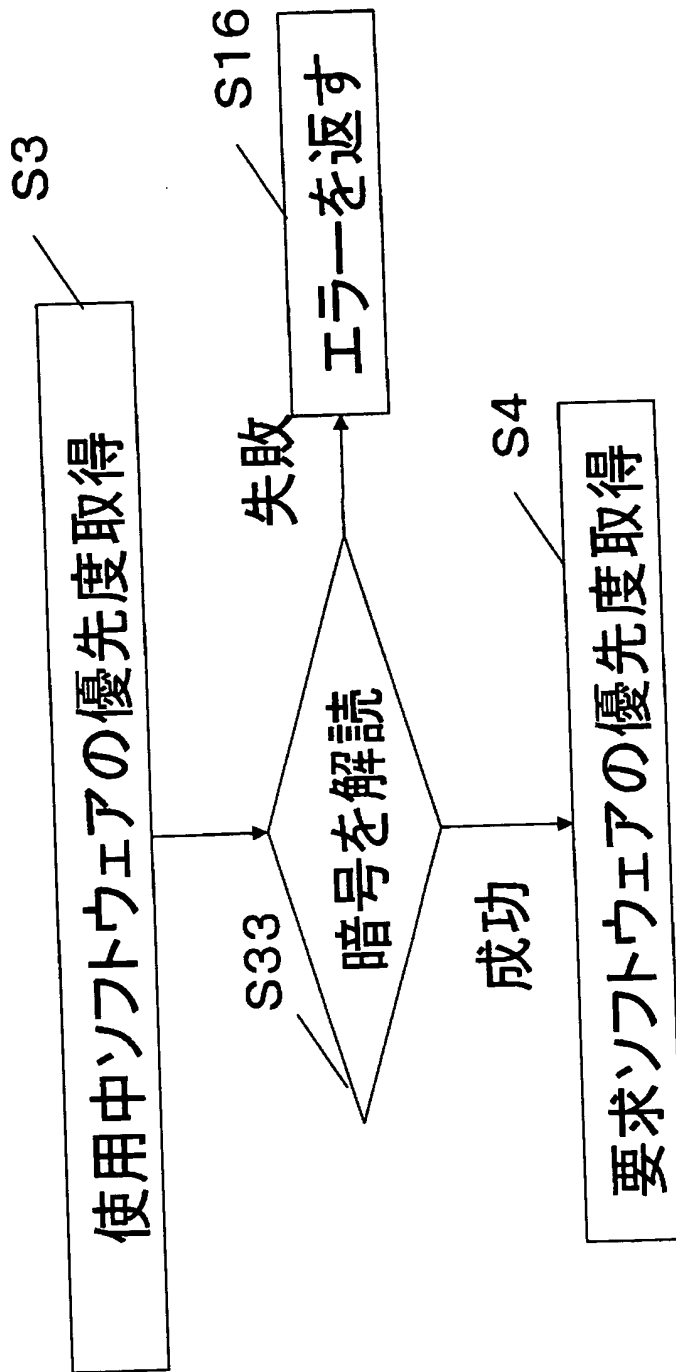 S3
使用中ソフトウェアの優先度取得
S33
暗号を解読
失敗
S16
エラーを返す
成功
S4
要求ソフトウェアの優先度取得